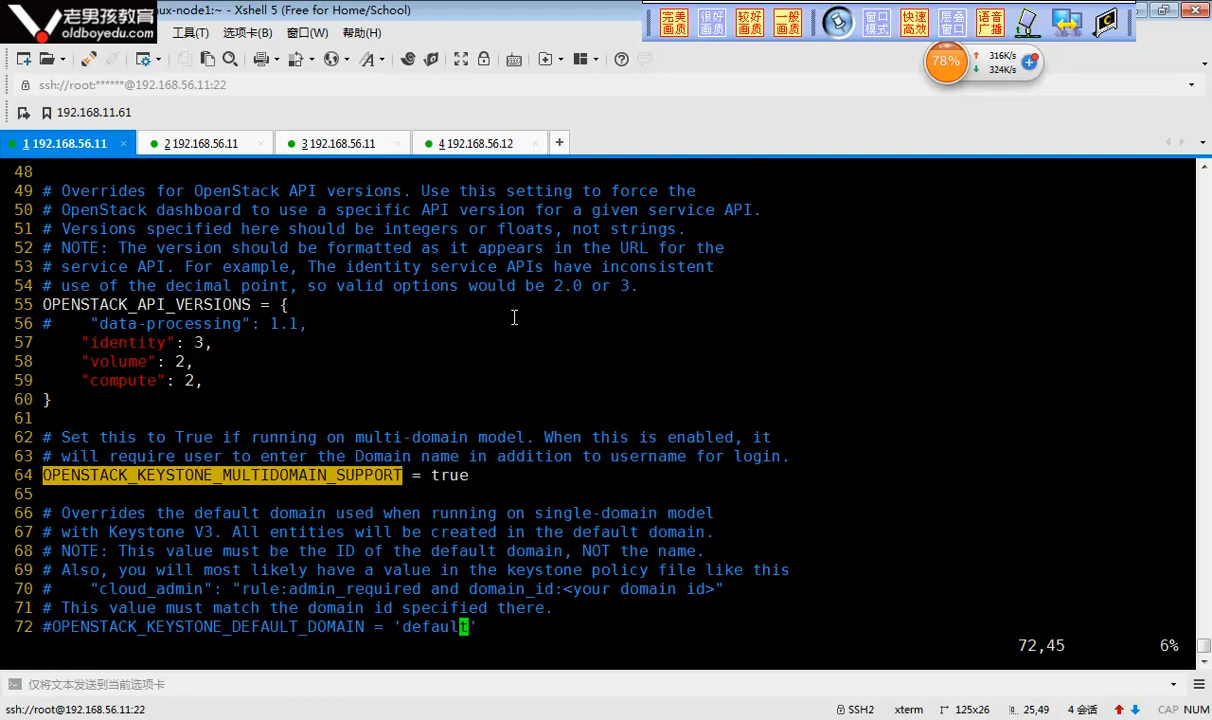 老男孩教育
oldboyedu.com
ux-node1:~ - Xshell 5 (Free for Home/School)
完美画质
很好画质
较好画质
一般画质
窗口模式
快速高效
层叠窗口
语音广播
工具(T) 选项卡(B) 窗口(W) 帮助(H)
78%
316K/s
324K/s
ssh://root:******@192.168.56.11:22
192.168.11.61
1 192.168.56.11 × 2 192.168.56.11 × 3 192.168.56.11 × 4 192.168.56.12 × +
48
49 # Overrides for OpenStack API versions. Use this setting to force the
50 # OpenStack dashboard to use a specific API version for a given service API.
51 # Versions specified here should be integers or floats, not strings.
52 # NOTE: The version should be formatted as it appears in the URL for the
53 # service API. For example, The identity service APIs have inconsistent
54 # use of the decimal point, so valid options would be 2.0 or 3.
55 OPENSTACK_API_VERSIONS = {
56 #    "data-processing": 1.1,
57     "identity": 3,
58     "volume": 2,
59     "compute": 2,
60 }
61
62 # Set this to True if running on multi-domain model. When this is enabled, it
63 # will require user to enter the Domain name in addition to username for login.
64 OPENSTACK_KEYSTONE_MULTIDOMAIN_SUPPORT = true
65
66 # Overrides the default domain used when running on single-domain model
67 # with Keystone V3. All entities will be created in the default domain.
68 # NOTE: This value must be the ID of the default domain, NOT the name.
69 # Also, you will most likely have a value in the keystone policy file like this
70 #    "cloud_admin": "rule:admin_required and domain_id:<your domain id>"
71 # This value must match the domain id specified there.
72 #OPENSTACK_KEYSTONE_DEFAULT_DOMAIN = 'default'
72,45 6%
仅将文本发送到当前选项卡
ssh://root@192.168.56.11:22 SSH2 xterm 125x26 25,49 4 会话 CAP NUM